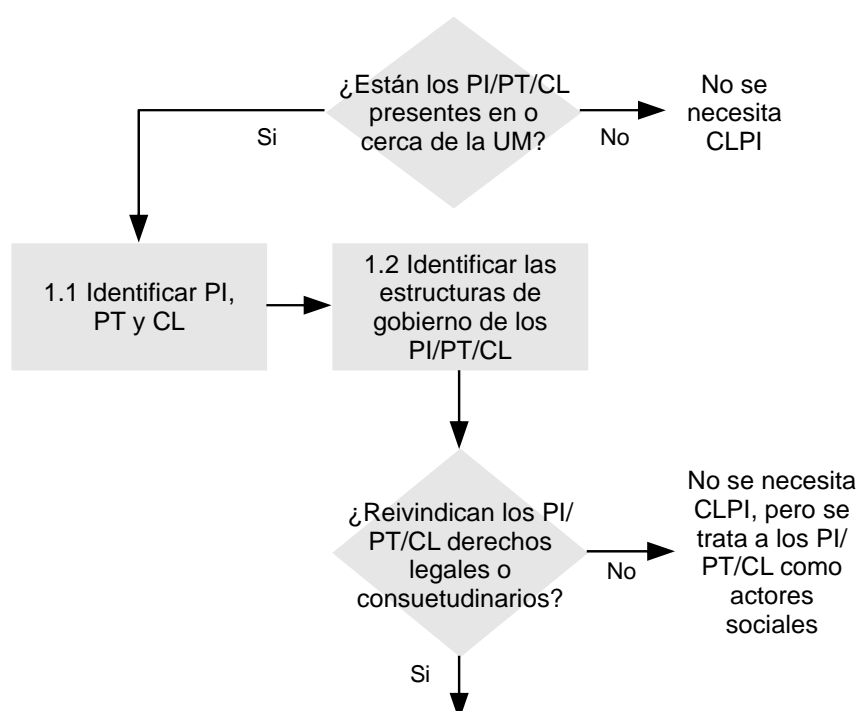 ¿Están los PI/PT/CL
presentes en o
cerca de la UM?
No se
necesita
CLPI
Si
No
1.1 Identificar PI,
PT y CL
1.2 Identificar las
estructuras de
gobierno de los
PI/PT/CL
¿Reivindican los PI/
PT/CL derechos
legales o
consuetudinarios?
No se necesita
CLPI, pero se
trata a los PI/
PT/CL como
actores
sociales
No
Si